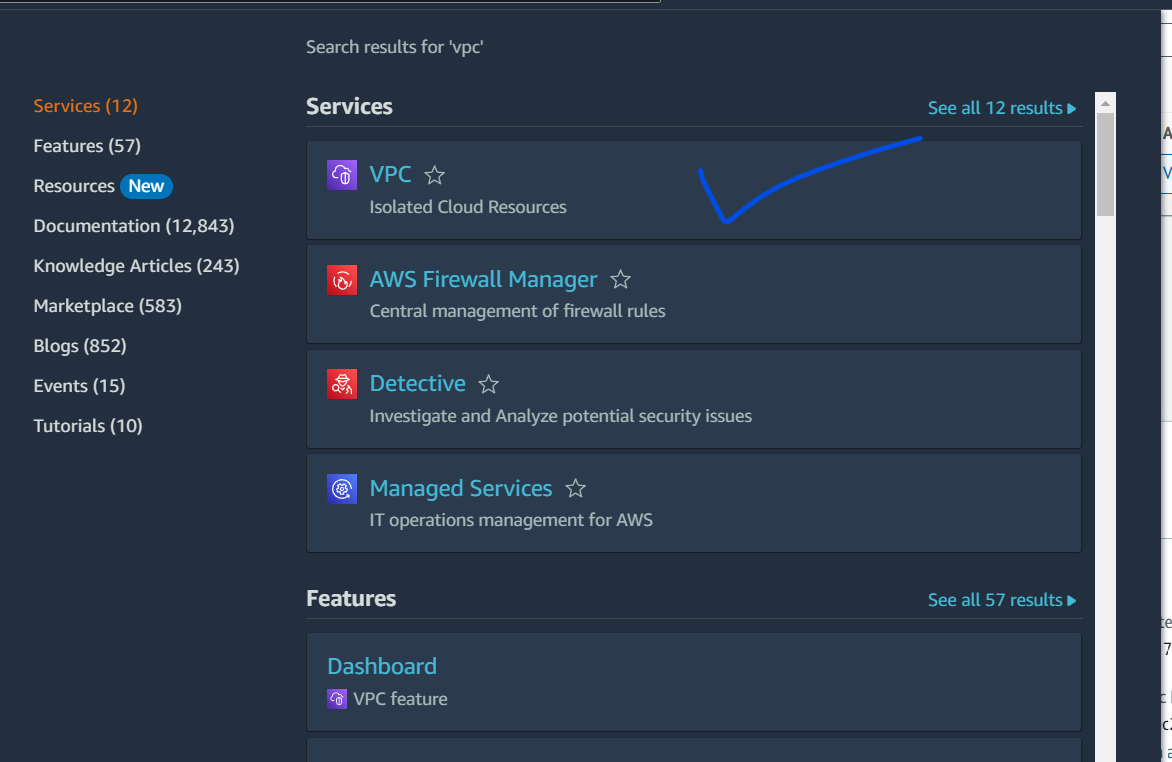 Search results for 'vpc'
Services (12)
Features (57)
Resources New
Documentation (12,843)
Knowledge Articles (243)
Marketplace (583)
Blogs (852)
Events (15)
Tutorials (10)
Services
See all 12 results
VPC
Isolated Cloud Resources
AWS Firewall Manager
Central management of firewall rules
Detective
Investigate and Analyze potential security issues
Managed Services
IT operations management for AWS
Features
See all 57 results
Dashboard
VPC feature